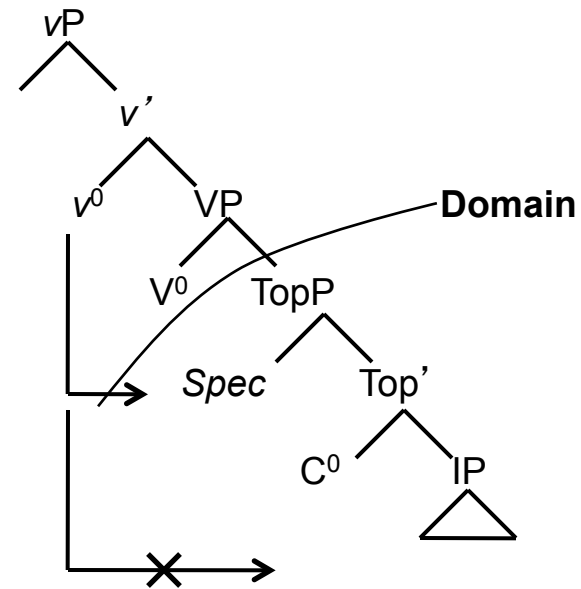 vP
v’
v⁰ VP Domain
V⁰ TopP
Spec Top’
C⁰ IP